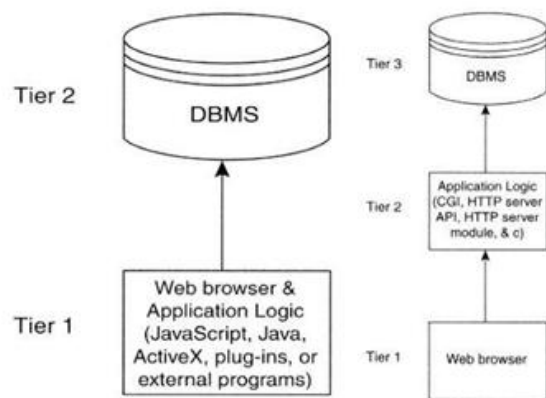 Tier 2
DBMS
Tier 1
Web browser &
Application Logic
(JavaScript, Java,
ActiveX, plug-ins, or
external programs)
Tier 3
DBMS
Tier 2
Application Logic
(CGI, HTTP server
API, HTTP server
module, & c)
Tier 1
Web browser